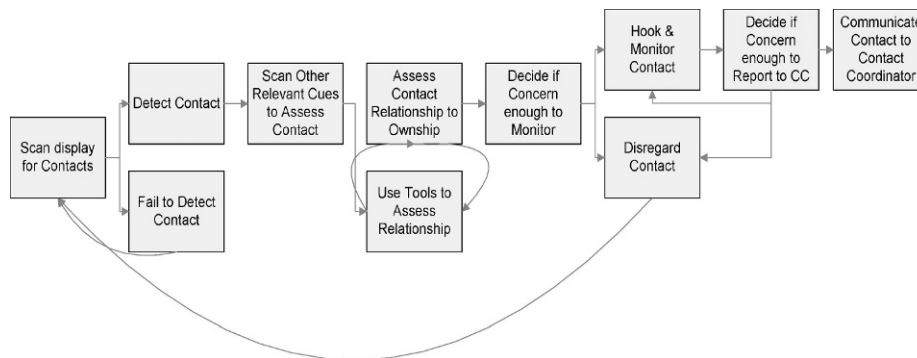 Scan display
for Contacts
Detect Contact
Fail to Detect
Contact
Scan Other
Relevant Cues
to Assess
Contact
Assess
Contact
Relationship to
Ownship
Use Tools to
Assess
Relationship
Decide if
Concern
enough to
Monitor
Hook &
Monitor
Contact
Disregard
Contact
Decide if
Concern
enough to
Report to CC
Communicate
Contact to
Contact
Coordinator